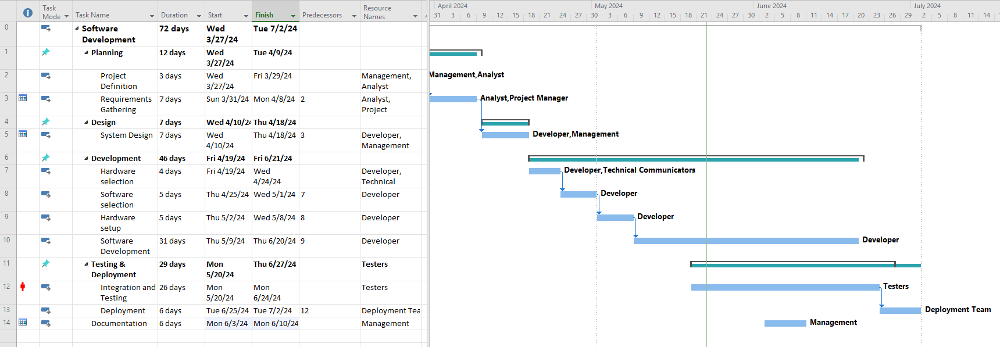 Task Mode Task Name Duration Start Finish Predecessors Resource Names
April 2024 May 2024 June 2024 July 2024
31 3 6 9 12 15 18 21 24 27 30 3 6 9 12 15 18 21 24 27 30 2 5 8 11 14 17 20 23 26 29 2 5 8 11 14
0 Software Development 72 days Wed 3/27/24 Tue 7/2/24
1 Planning 12 days Wed 3/27/24 Tue 4/9/24
2 Project Definition 3 days Wed 3/27/24 Fri 3/29/24 Management, Analyst
Management,Analyst
3 Requirements Gathering 7 days Sun 3/31/24 Mon 4/8/24 2 Analyst, Project
Analyst,Project Manager
4 Design 7 days Wed 4/10/24 Thu 4/18/24
5 System Design 7 days Wed 4/10/24 Thu 4/18/24 3 Developer, Management
Developer,Management
6 Development 46 days Fri 4/19/24 Fri 6/21/24
7 Hardware selection 4 days Fri 4/19/24 Wed 4/24/24 Developer, Technical
Developer,Technical Communicators
8 Software selection 5 days Thu 4/25/24 Wed 5/1/24 7 Developer
Developer
9 Hardware setup 5 days Thu 5/2/24 Wed 5/8/24 8 Developer
Developer
10 Software Development 31 days Thu 5/9/24 Thu 6/20/24 9 Developer
Developer
11 Testing & Deployment 29 days Mon 5/20/24 Thu 6/27/24 Testers
12 Integration and Testing 26 days Mon 5/20/24 Mon 6/24/24 Testers
Testers
13 Deployment 6 days Tue 6/25/24 Tue 7/2/24 12 Deployment Tea
Deployment Team
14 Documentation 6 days Mon 6/3/24 Mon 6/10/24 Management
Management